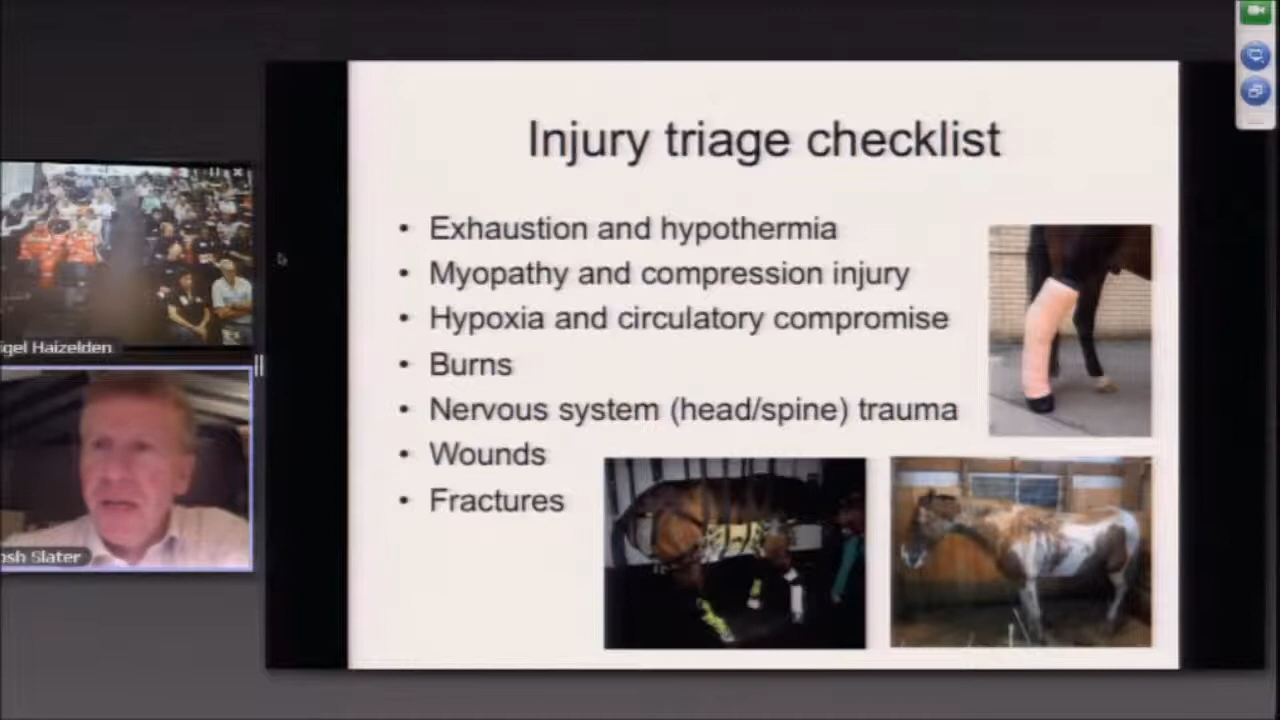 Injury triage checklist
• Exhaustion and hypothermia
• Myopathy and compression injury
• Hypoxia and circulatory compromise
• Burns
• Nervous system (head/spine) trauma
• Wounds
• Fractures
igel Haizelden
osh Slater